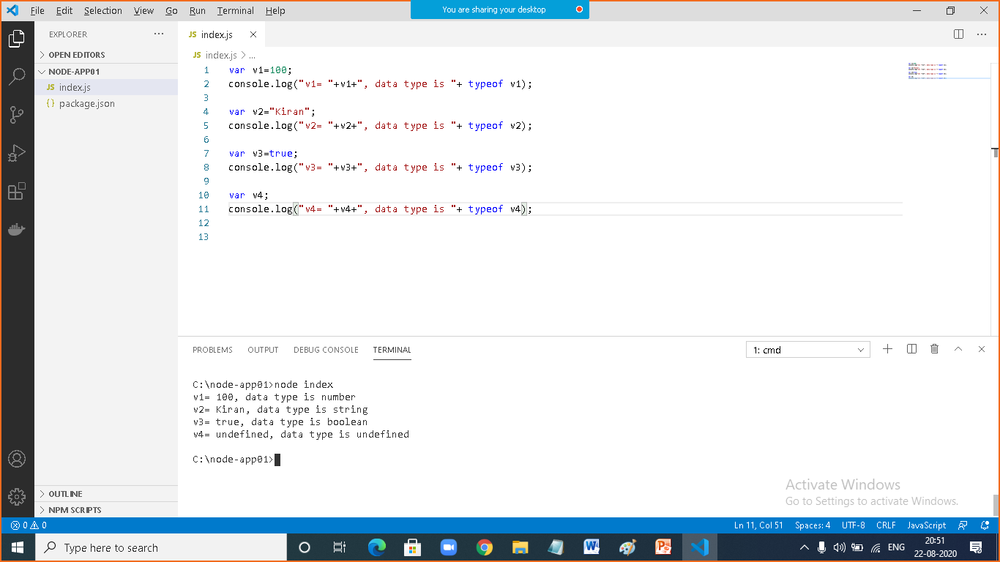 File Edit Selection View Go Run Terminal Help
You are sharing your desktop
EXPLORER
OPEN EDITORS
NODE-APP01
JS index.js
{} package.json
OUTLINE
NPM SCRIPTS
JS index.js
JS index.js > ...
1 var v1=100;
2 console.log("v1= "+v1+", data type is "+ typeof v1);
3
4 var v2="Kiran";
5 console.log("v2= "+v2+", data type is "+ typeof v2);
6
7 var v3=true;
8 console.log("v3= "+v3+", data type is "+ typeof v3);
9
10 var v4;
11 console.log("v4= "+v4+", data type is "+ typeof v4);
12
13
PROBLEMS OUTPUT DEBUG CONSOLE TERMINAL
1: cmd
C:\node-app01>node index
v1= 100, data type is number
v2= Kiran, data type is string
v3= true, data type is boolean
v4= undefined, data type is undefined
C:\node-app01>
Activate Windows
Go to Settings to activate Windows.
0 0
Ln 11, Col 51 Spaces: 4 UTF-8 CRLF JavaScript
Type here to search
ENG
20:51
22-08-2020